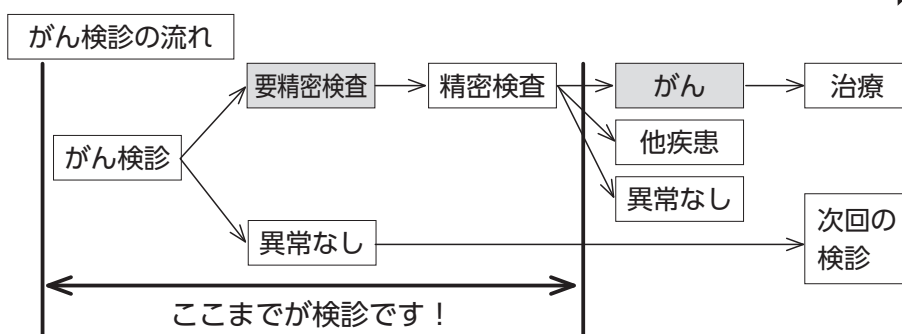 がん検診の流れ
がん検診
要精密検査
精密検査
がん
治療
他疾患
異常なし
異常なし
次回の
検診
ここまでが検診です！